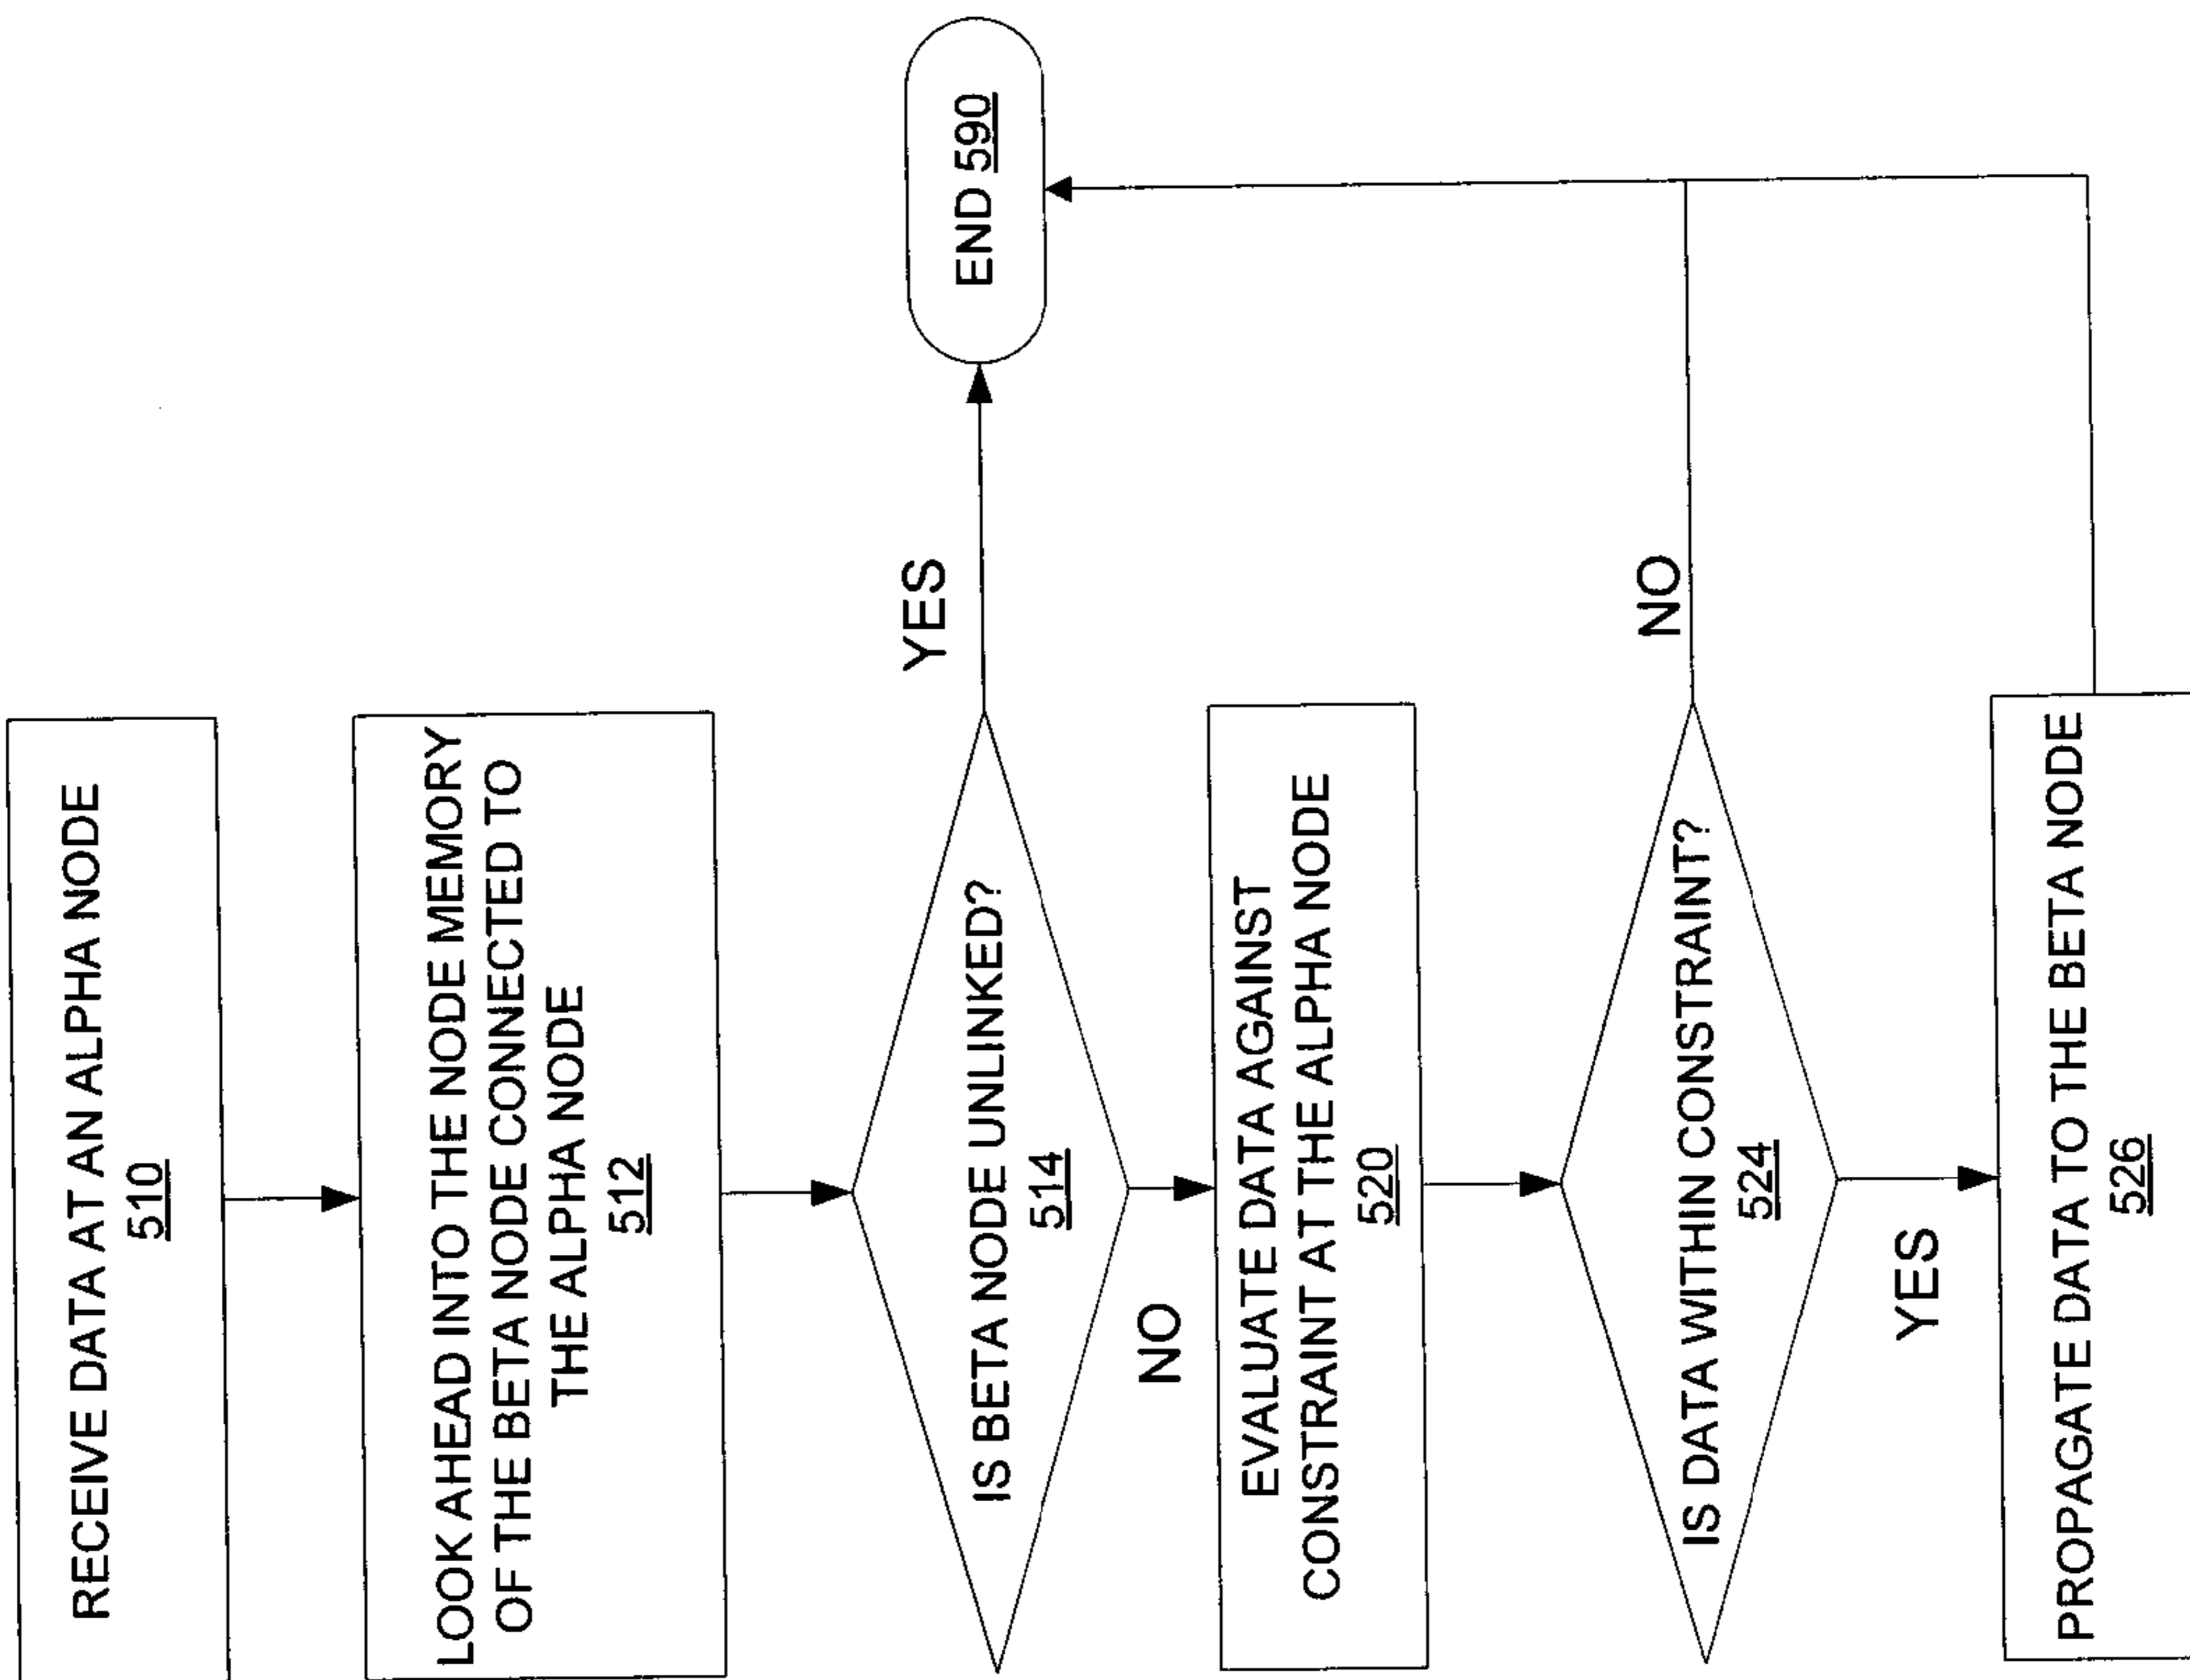 RECEIVE DATA AT AN ALPHA NODE
510
LOOK AHEAD INTO THE NODE MEMORY
OF THE BETA NODE CONNECTED TO
THE ALPHA NODE
512
IS BETA NODE UNLINKED?
514
YES
END 590
NO
EVALUATE DATA AGAINST
CONSTRAINT AT THE ALPHA NODE
520
IS DATA WITHIN CONSTRAINT?
524
NO
YES
PROPAGATE DATA TO THE BETA NODE
526